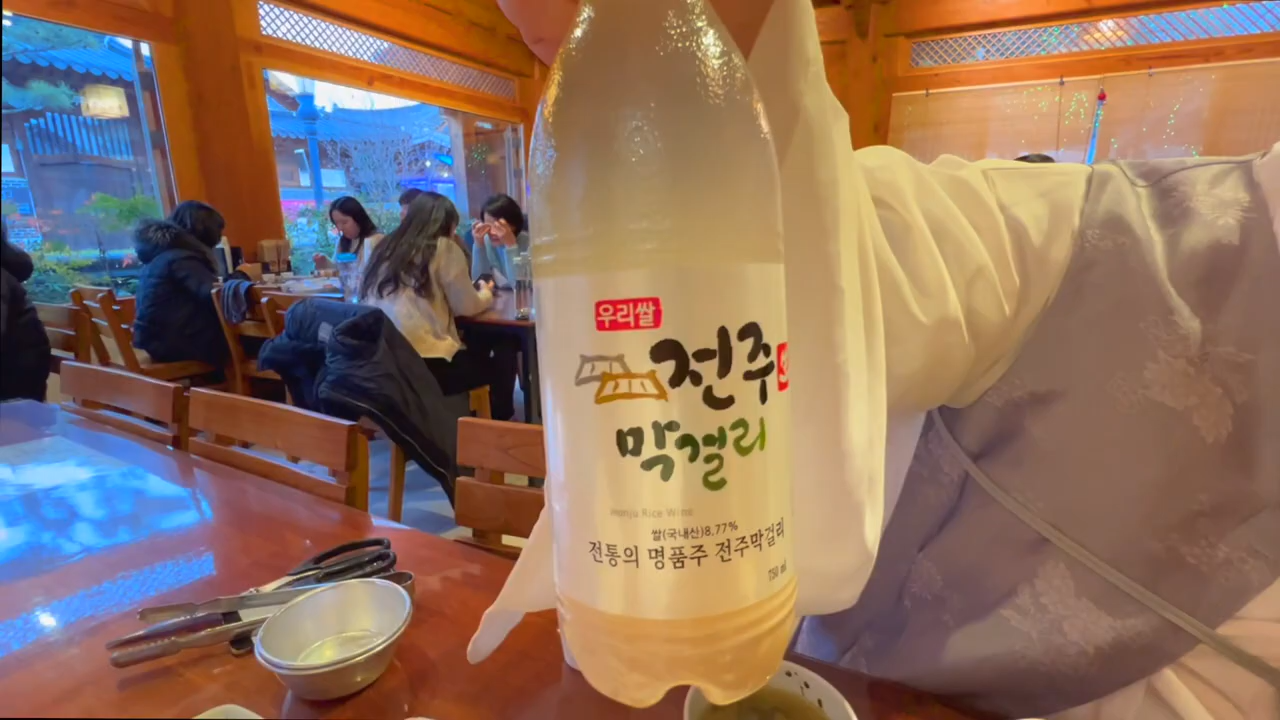 우리쌀
전주
막걸리
Rice Wine
쌀(국내산)8.77%
전통의 명품주 전주막걸리
750 ml